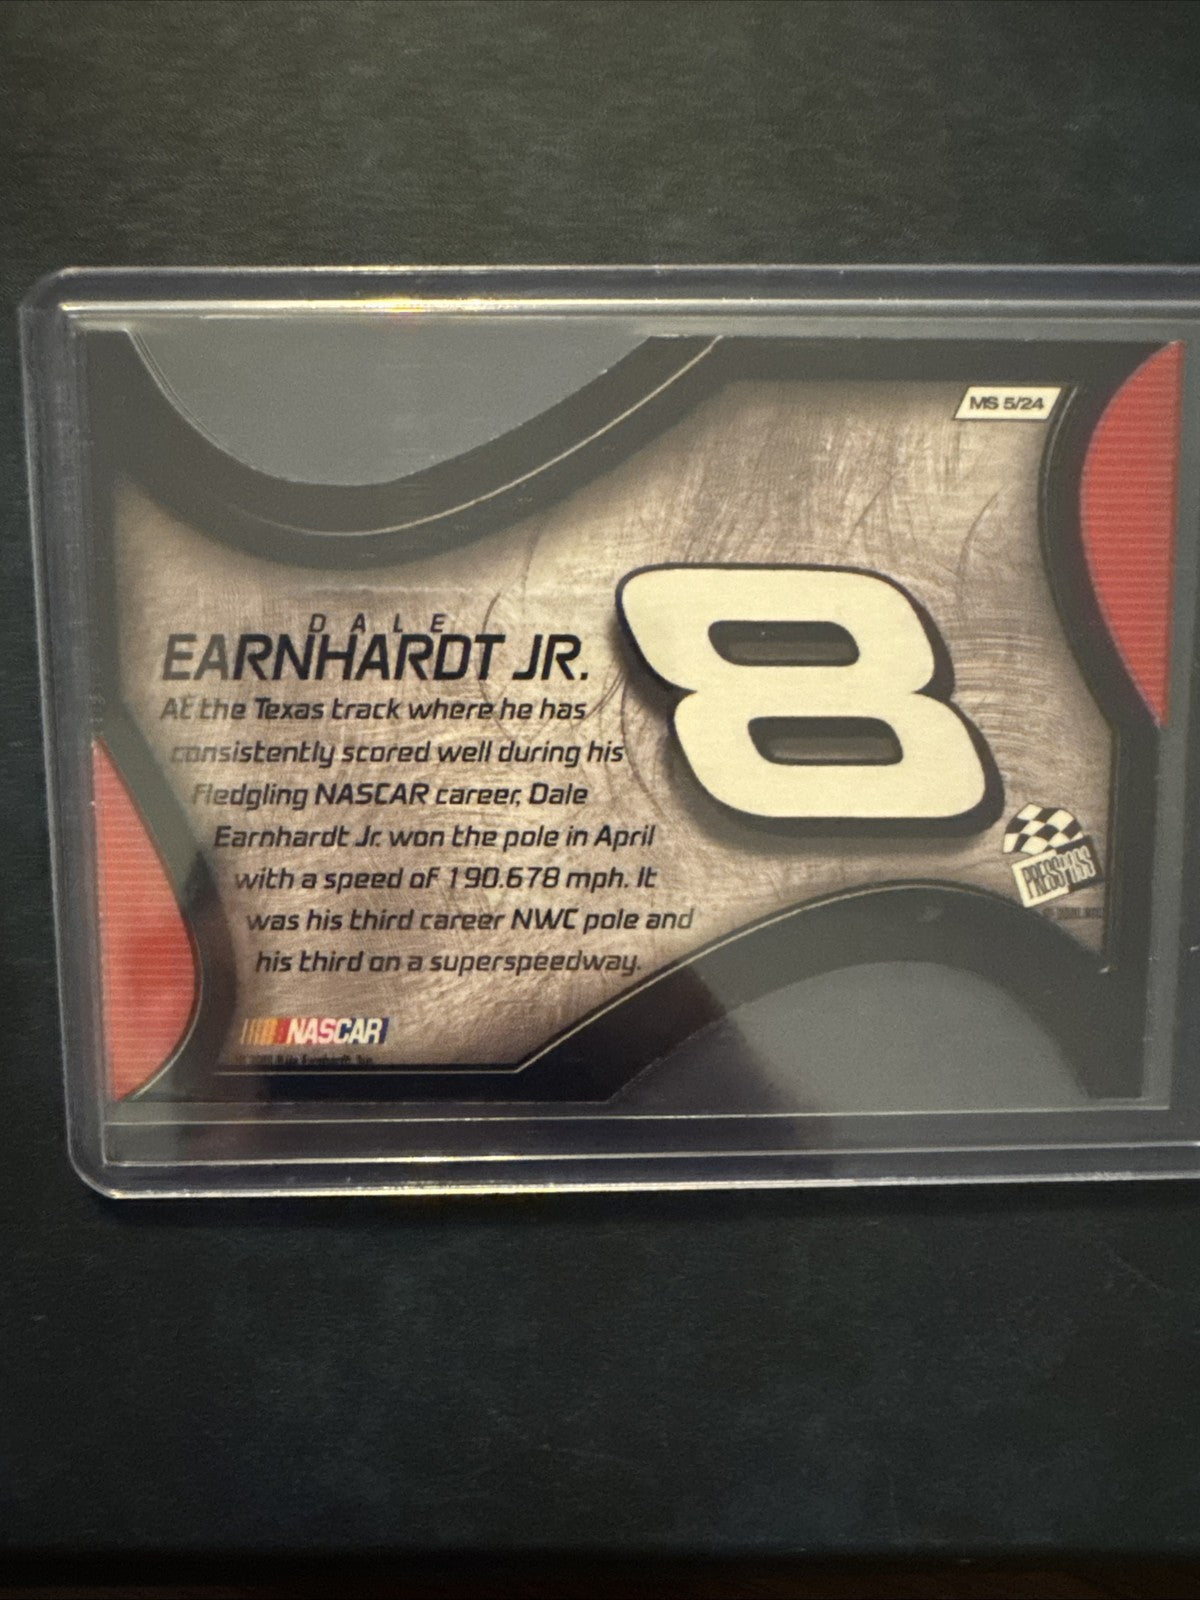 MS 5/24
8
DALE
EARNHARDT JR.
At the Texas track where he has
consistently scored well during his
fledgling NASCAR career, Dale
Earnhardt Jr. won the pole in April
with a speed of 190.678 mph. It
was his third career NWC pole and
his third on a superspeedway.
PRESS PASS
NASCAR